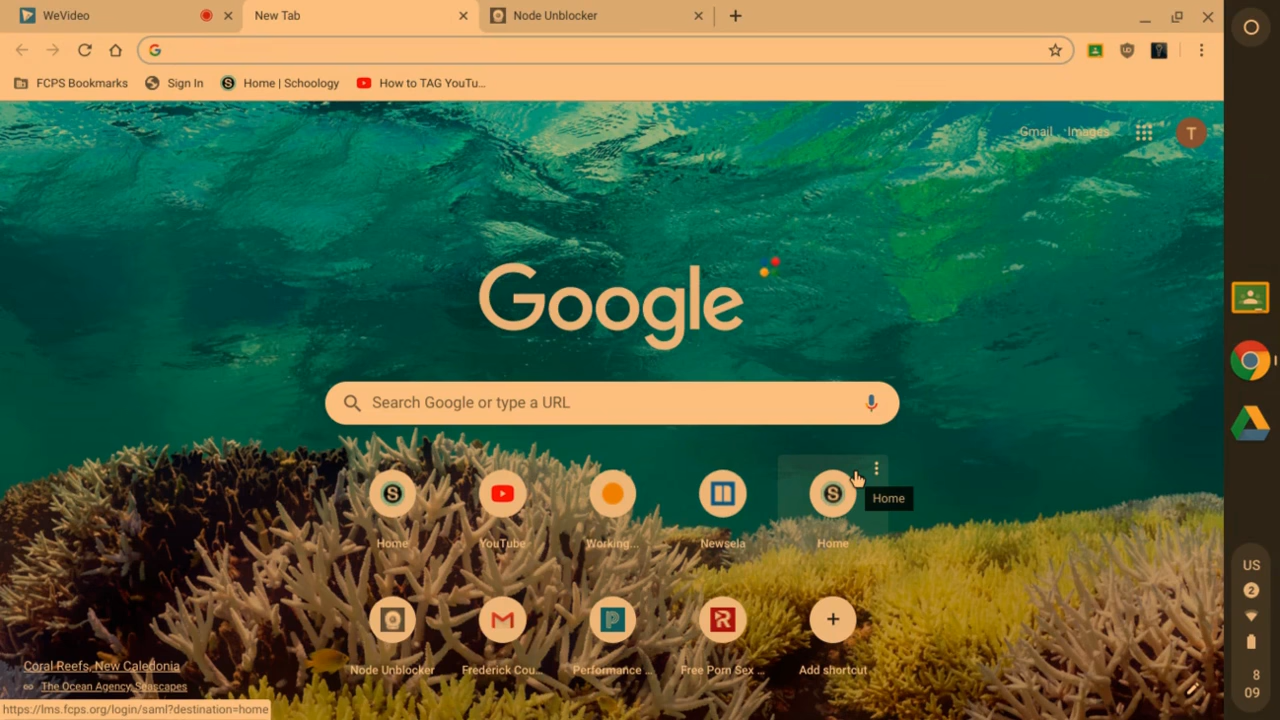 WeVideo
New Tab
Node Unblocker
FCPS Bookmarks
Sign In
Home | Schoology
How to TAG YouTu...
Gmail
Images
T
Google
Search Google or type a URL
Home
Home
YouTube
Working...
Newsela
Home
Node Unblocker
Frederick Cou...
Performance ...
Free Porn Sex ...
Add shortcut
Coral Reefs, New Caledonia
The Ocean Agency Seascapes
https://lms.fcps.org/login/saml?destination=home
US
2
8
09